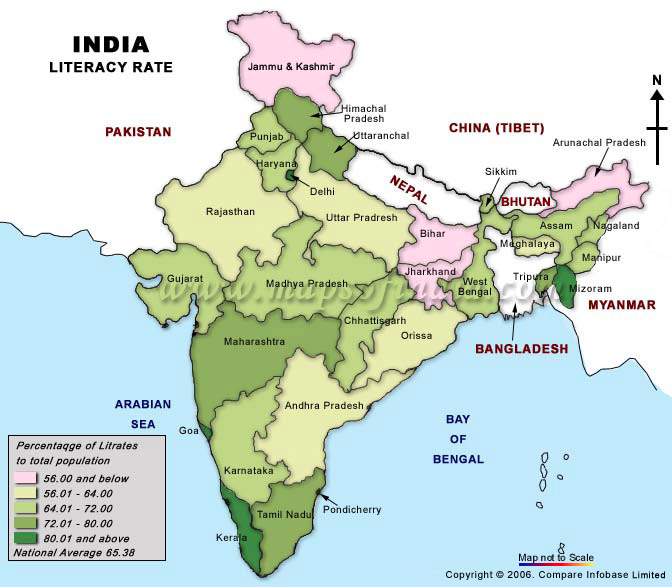 INDIA
LITERACY RATE
Jammu & Kashmir
Himachal
Pradesh
PAKISTAN
Punjab
Uttaranchal
CHINA (TIBET)
N
Arunachal Pradesh
Haryana
Delhi
NEPAL
Sikkim
BHUTAN
Rajasthan
Uttar Pradesh
Assam
Nagaland
Bihar
Meghalaya
Manipur
Jharkhand
Gujarat
Madhya Pradesh
West
Bengal
Tripura
Mizoram
www.mapsofindia.com
MYANMAR
Chhattisgarh
Maharashtra
Orissa
BANGLADESH
ARABIAN
SEA
Andhra Pradesh
BAY
OF
BENGAL
Goa
Karnataka
Pondicherry
Tamil Nadu
Kerala
Percentaqge of Litrates
to total population
56.00 and below
56.01 - 64.00
64.01 - 72.00
72.01 - 80.00
80.01 and above
National Average 65.38
Map not to Scale
Copyright © 2006. Compare Infobase Limited